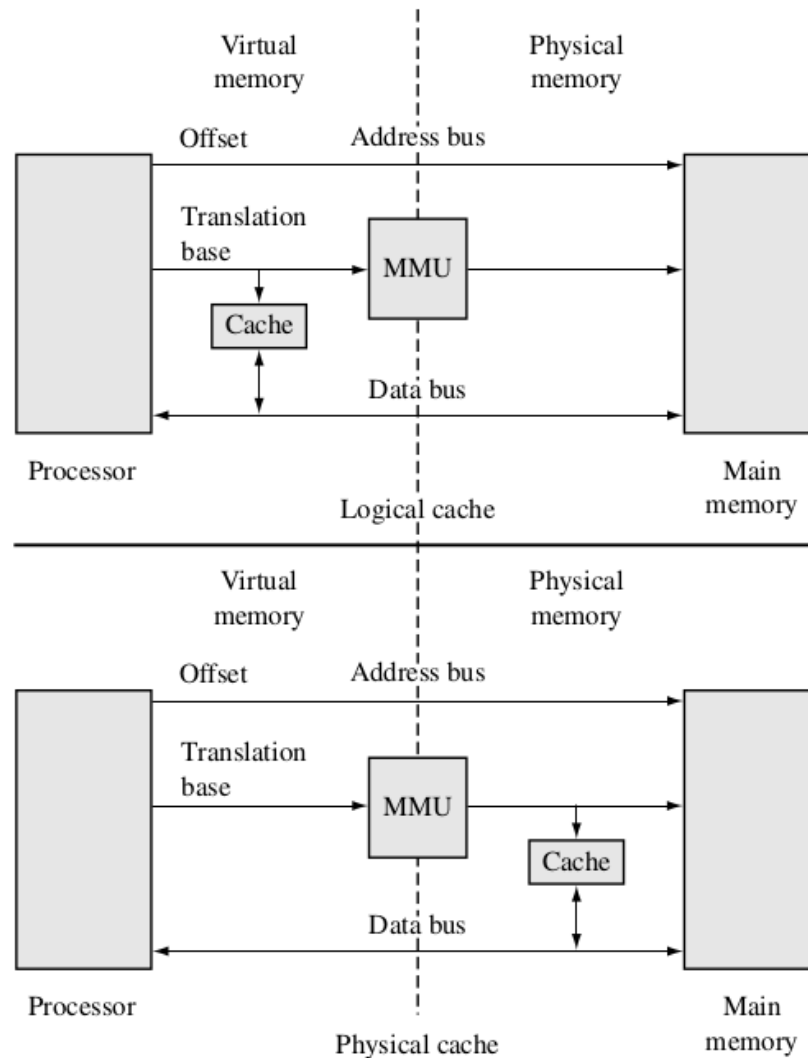 Virtual
memory
Physical
memory
Offset
Address bus
Translation
base
MMU
Cache
Data bus
Processor
Main
memory
Logical cache
Virtual
memory
Physical
memory
Offset
Address bus
Translation
base
MMU
Cache
Data bus
Processor
Main
memory
Physical cache